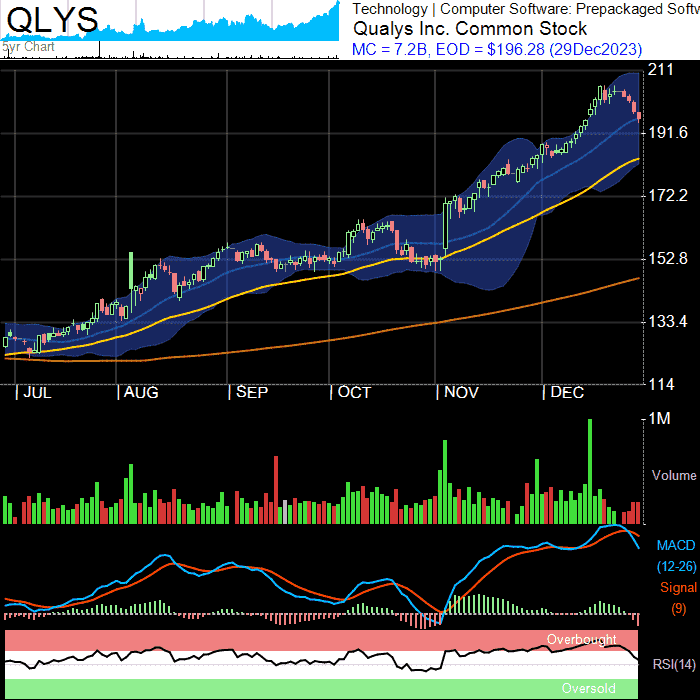 QLYS
5yr Chart
Technology | Computer Software: Prepackaged Softw
Qualys Inc. Common Stock
MC = 7.2B, EOD = $196.28 (29Dec2023)
211
191.6
172.2
152.8
133.4
114
JUL AUG SEP OCT NOV DEC
1M
Volume
MACD
(12-26)
Signal
(9)
Overbought
RSI(14)
Oversold